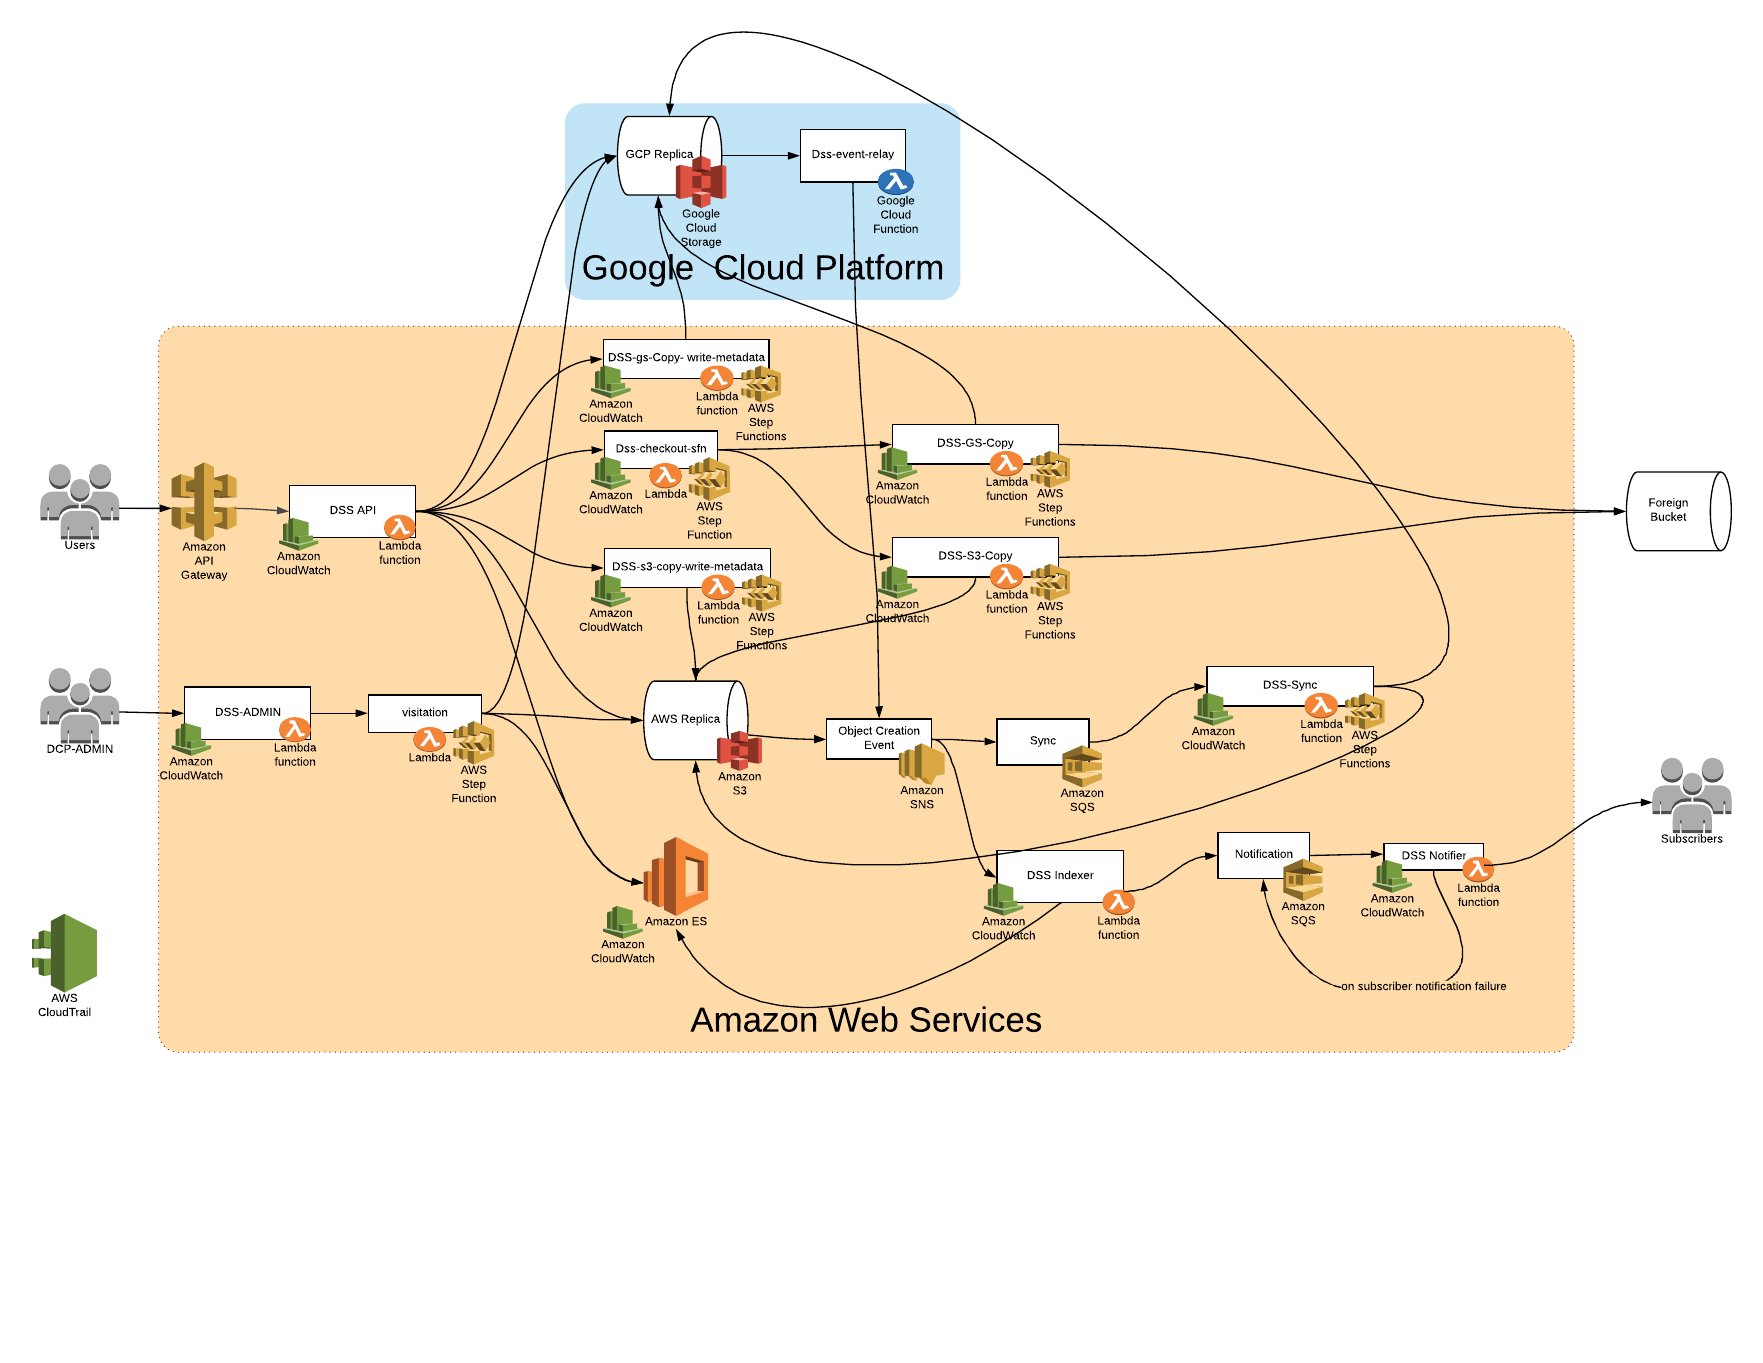 GCP Replica
Google
Cloud
Storage
Dss-event-relay
Google
Cloud
Function
Google Cloud Platform
DSS-gs-Copy- write-metadata
Amazon
CloudWatch
Lambda
function
AWS
Step
Functions
Dss-checkout-sfn
Amazon
CloudWatch
Lambda
AWS
Step
Function
DSS-GS-Copy
Amazon
CloudWatch
Lambda
function
AWS
Step
Functions
Users
Amazon
API
Gateway
DSS API
Amazon
CloudWatch
Lambda
function
Foreign
Bucket
DSS-s3-copy-write-metadata
Amazon
CloudWatch
Lambda
function
AWS
Step
Functions
DSS-S3-Copy
Amazon
CloudWatch
Lambda
function
AWS
Step
Functions
DCP-ADMIN
DSS-ADMIN
Amazon
CloudWatch
Lambda
function
visitation
Lambda
AWS
Step
Function
AWS Replica
Amazon
S3
Object Creation
Event
Amazon
SNS
Sync
Amazon
SQS
DSS-Sync
Amazon
CloudWatch
Lambda
function
AWS
Step
Functions
Subscribers
Amazon ES
Amazon
CloudWatch
DSS Indexer
Amazon
CloudWatch
Lambda
function
Notification
Amazon
SQS
DSS Notifier
Amazon
CloudWatch
Lambda
function
on subscriber notification failure
AWS
CloudTrail
Amazon Web Services